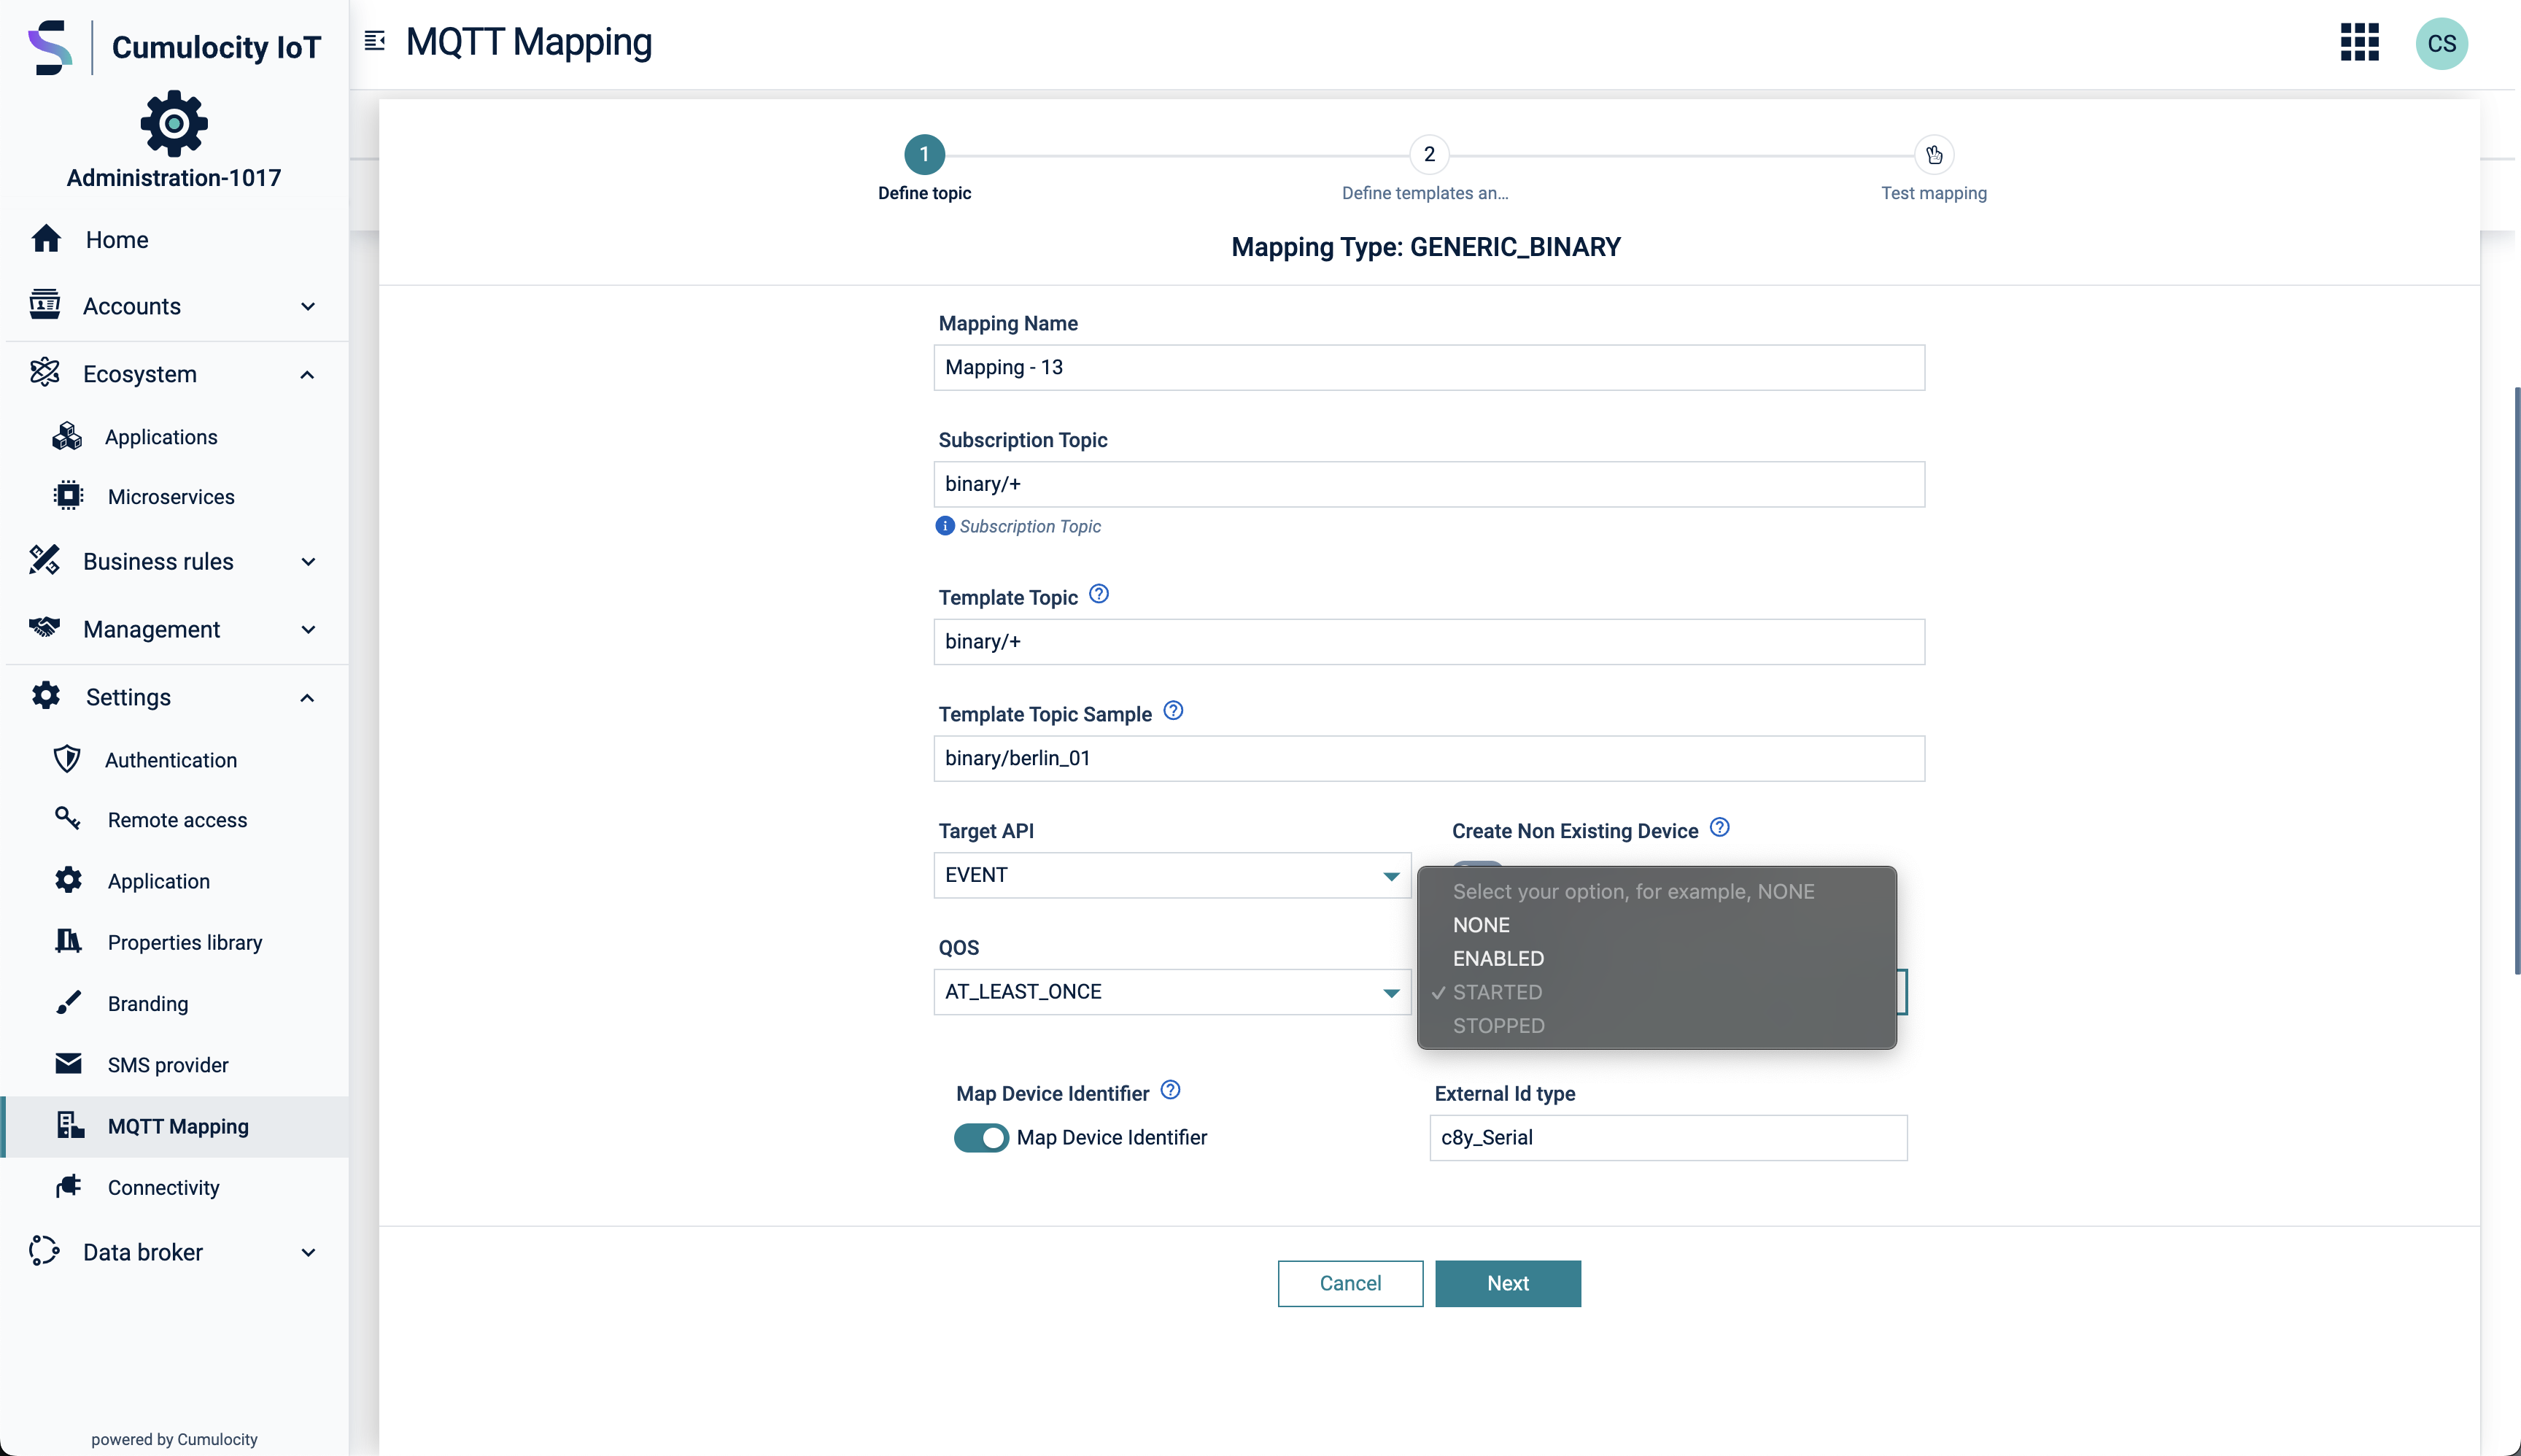 Cumulocity IoT
Administration-1017
Home
Accounts
Ecosystem
Applications
Microservices
Business rules
Management
Settings
Authentication
Remote access
Application
Properties library
Branding
SMS provider
MQTT Mapping
Connectivity
Data broker
powered by Cumulocity
MQTT Mapping
CS
1
Define topic
2
Define templates an...
Test mapping
Mapping Type: GENERIC_BINARY
Mapping Name
Mapping - 13
Subscription Topic
binary/+
Subscription Topic
Template Topic
binary/+
Template Topic Sample
binary/berlin_01
Target API
EVENT
Create Non Existing Device
QOS
AT_LEAST_ONCE
Select your option, for example, NONE
NONE
ENABLED
✓ STARTED
STOPPED
Map Device Identifier
Map Device Identifier
External Id type
c8y_Serial
Cancel
Next